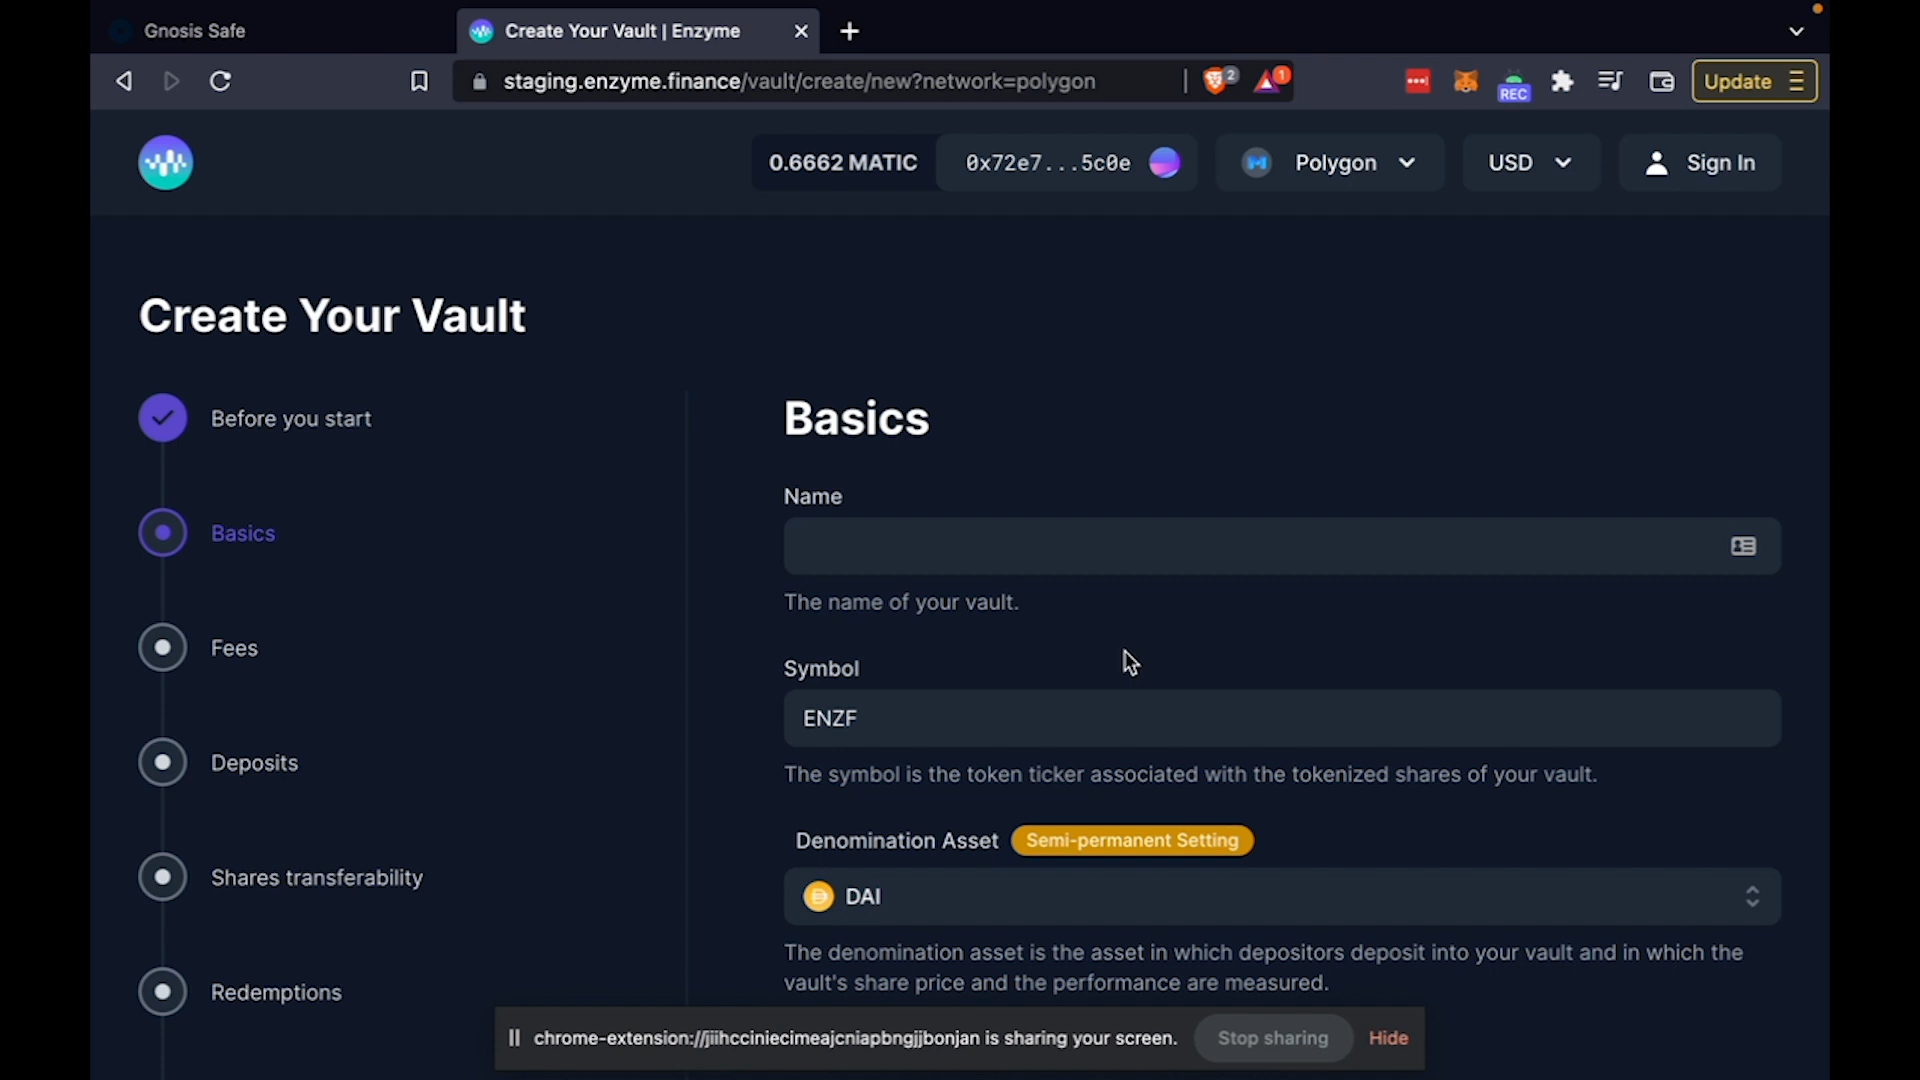 Gnosis Safe
Create Your Vault | Enzyme
staging.enzyme.finance/vault/create/new?network=polygon
2
1
REC
Update
0.6662 MATIC
0x72e7...5c0e
Polygon
USD
Sign In
Create Your Vault
Before you start
Basics
Fees
Deposits
Shares transferability
Redemptions
Basics
Name
The name of your vault.
Symbol
ENZF
The symbol is the token ticker associated with the tokenized shares of your vault.
Denomination Asset
Semi-permanent Setting
DAI
The denomination asset is the asset in which depositors deposit into your vault and in which the
vault's share price and the performance are measured.
chrome-extension://jiihcciniecimeajcniapbngjjbonjan is sharing your screen.
Stop sharing
Hide